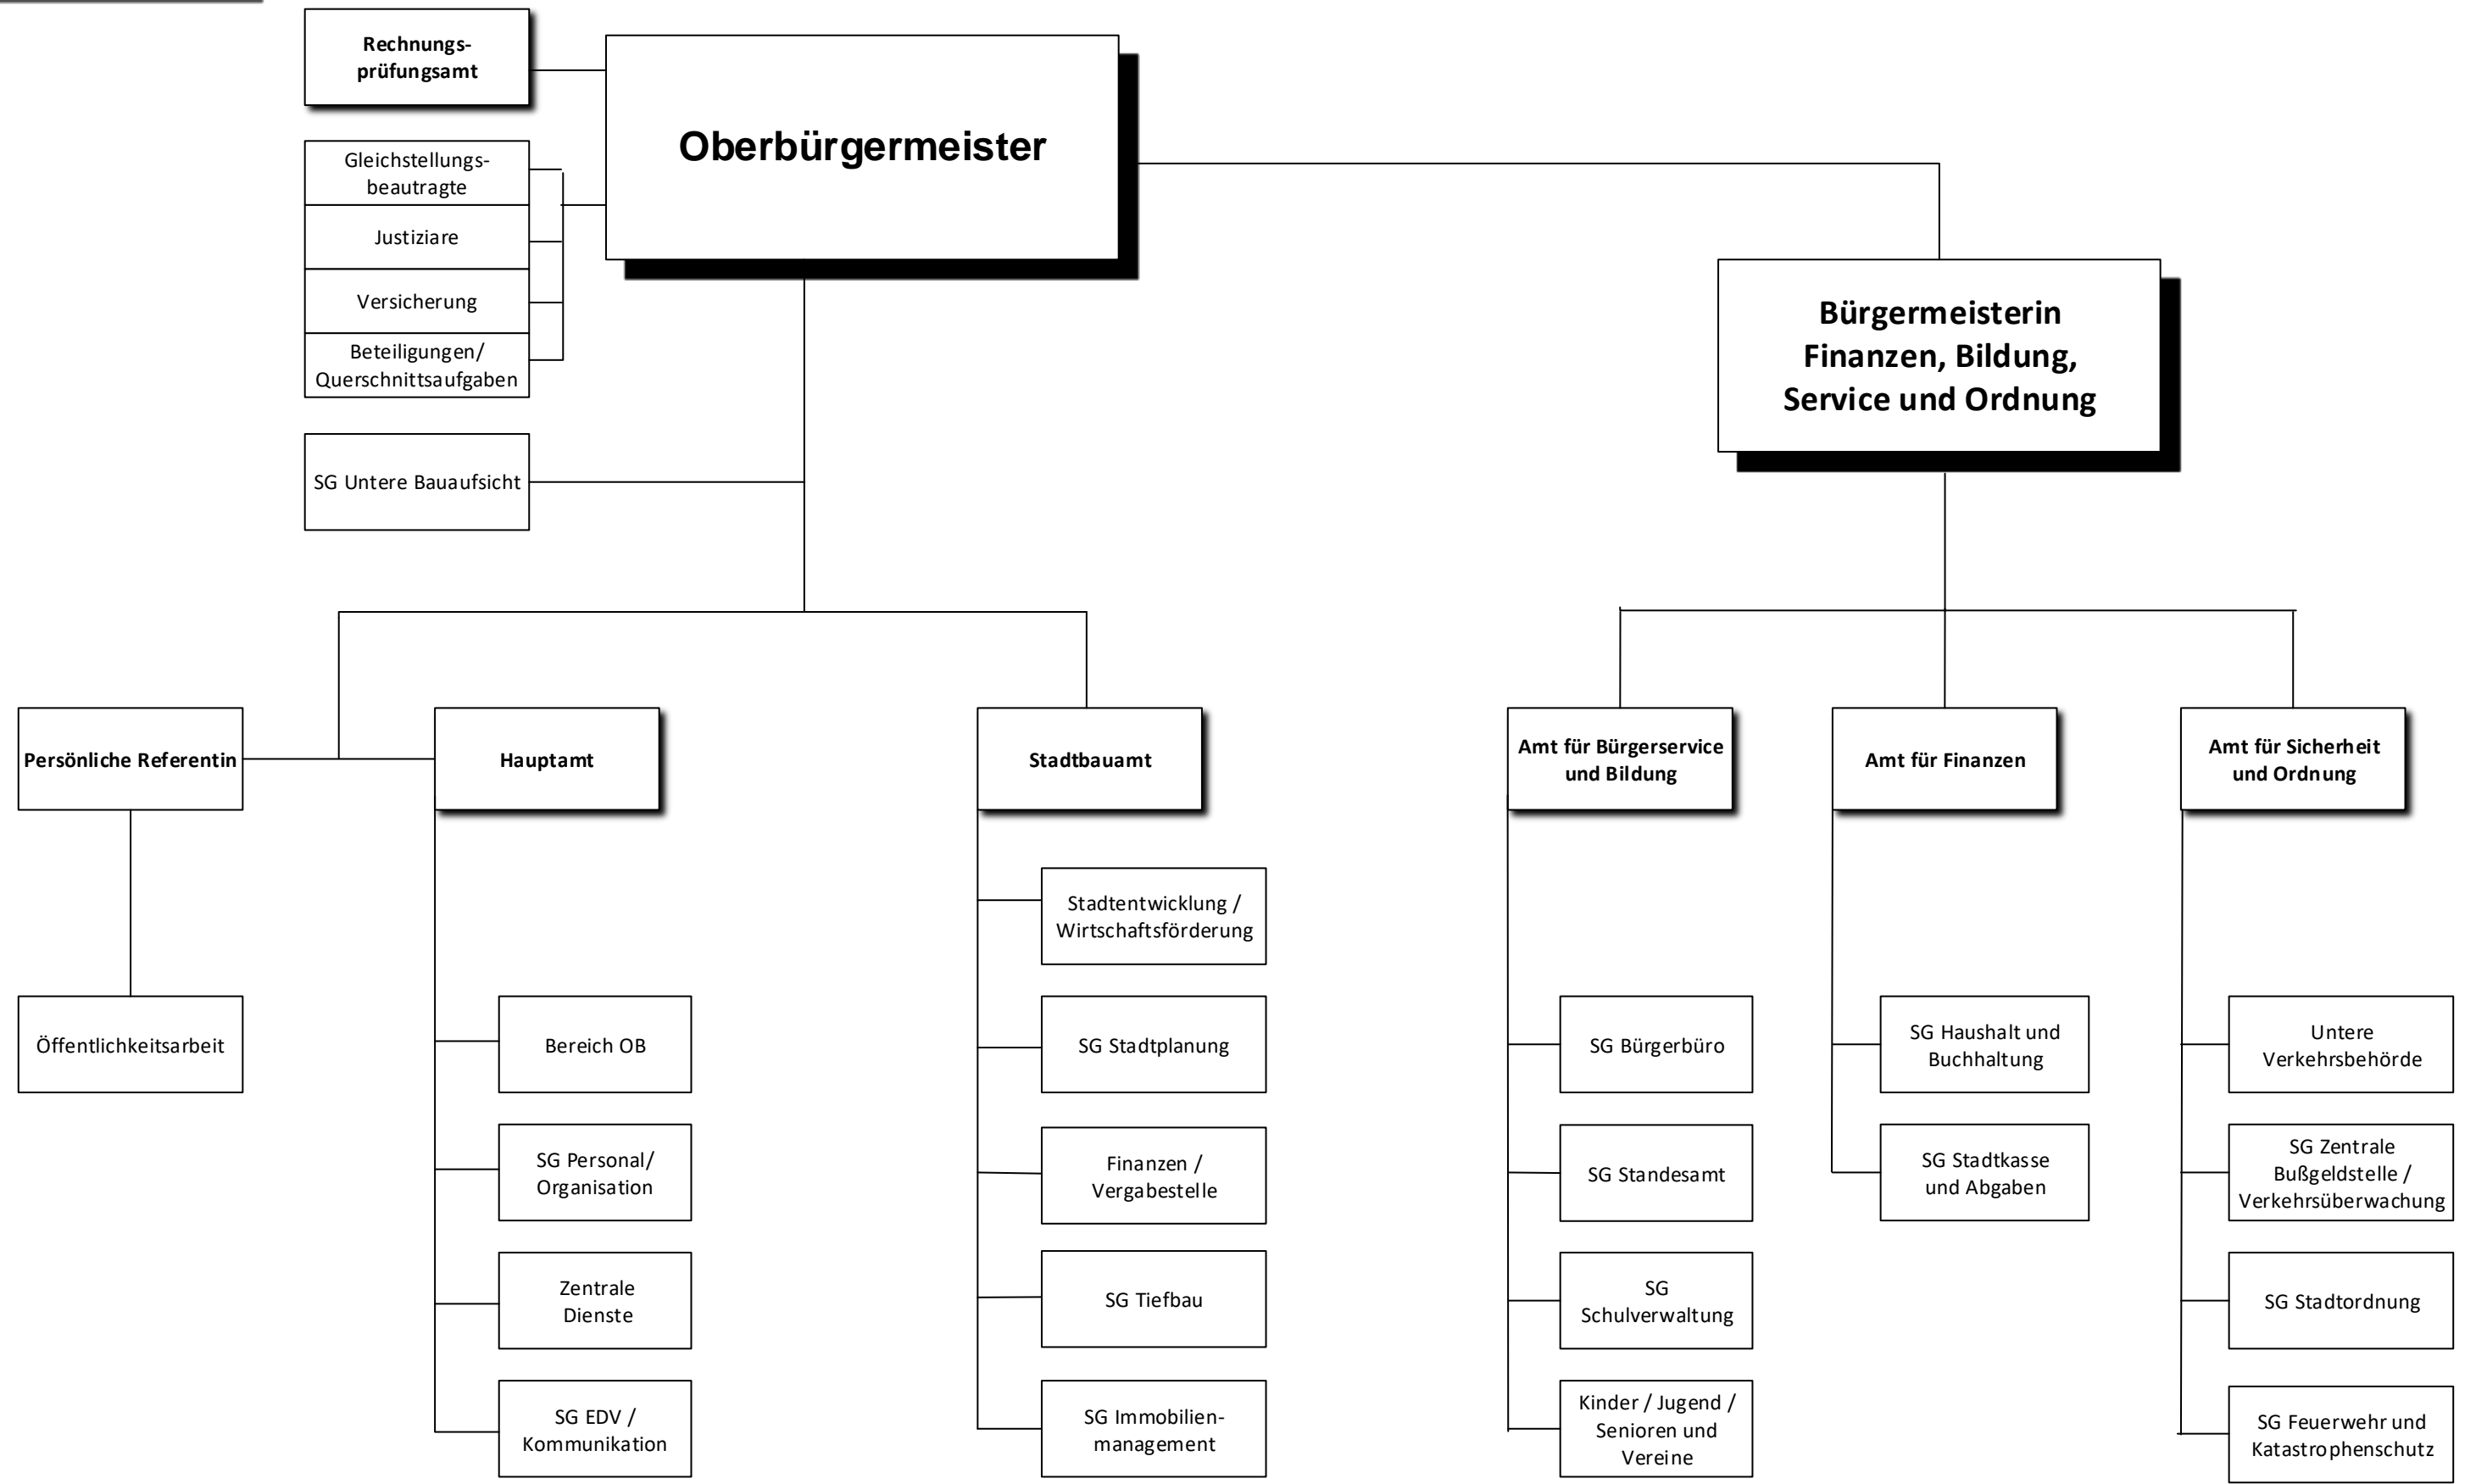 Rechnungs-
prüfungsamt
Oberbürgermeister
Gleichstellungs-
beautragte
Justiziare
Versicherung
Beteiligungen/
Querschnittsaufgaben
Bürgermeisterin
Finanzen, Bildung,
Service und Ordnung
SG Untere Bauaufsicht
Persönliche Referentin
Hauptamt
Stadtbauamt
Amt für Bürgerservice
und Bildung
Amt für Finanzen
Amt für Sicherheit
und Ordnung
Öffentlichkeitsarbeit
Bereich OB
SG Personal/
Organisation
Zentrale
Dienste
SG EDV /
Kommunikation
Stadtentwicklung /
Wirtschaftsförderung
SG Stadtplanung
Finanzen /
Vergabestelle
SG Tiefbau
SG Immobilien-
management
SG Bürgerbüro
SG Standesamt
SG
Schulverwaltung
Kinder / Jugend /
Senioren und
Vereine
SG Haushalt und
Buchhaltung
SG Stadtkasse
und Abgaben
Untere
Verkehrsbehörde
SG Zentrale
Bußgeldstelle /
Verkehrsüberwachung
SG Stadtordnung
SG Feuerwehr und
Katastrophenschutz